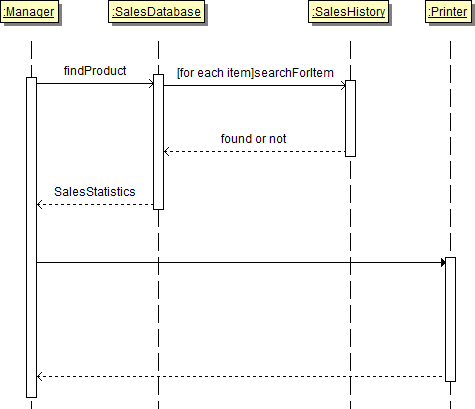 :Manager
:SalesDatabase
:SalesHistory
:Printer
findProduct
[for each item]searchForItem
found or not
SalesStatistics